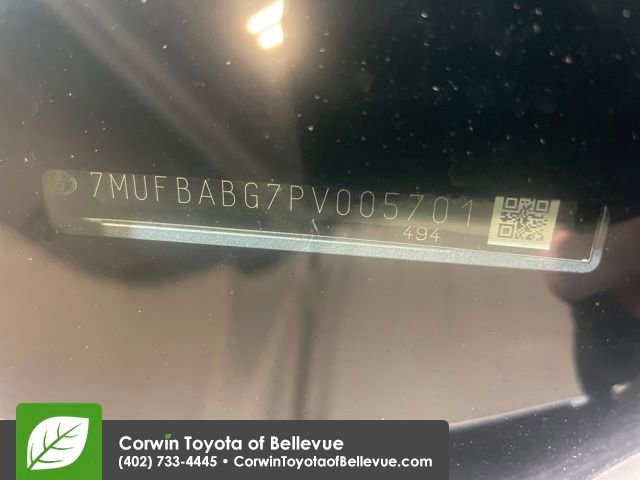 7MUFBABG7PV005701
494
Corwin Toyota of Bellevue
(402) 733-4445 • CorwinToyotaofBellevue.com